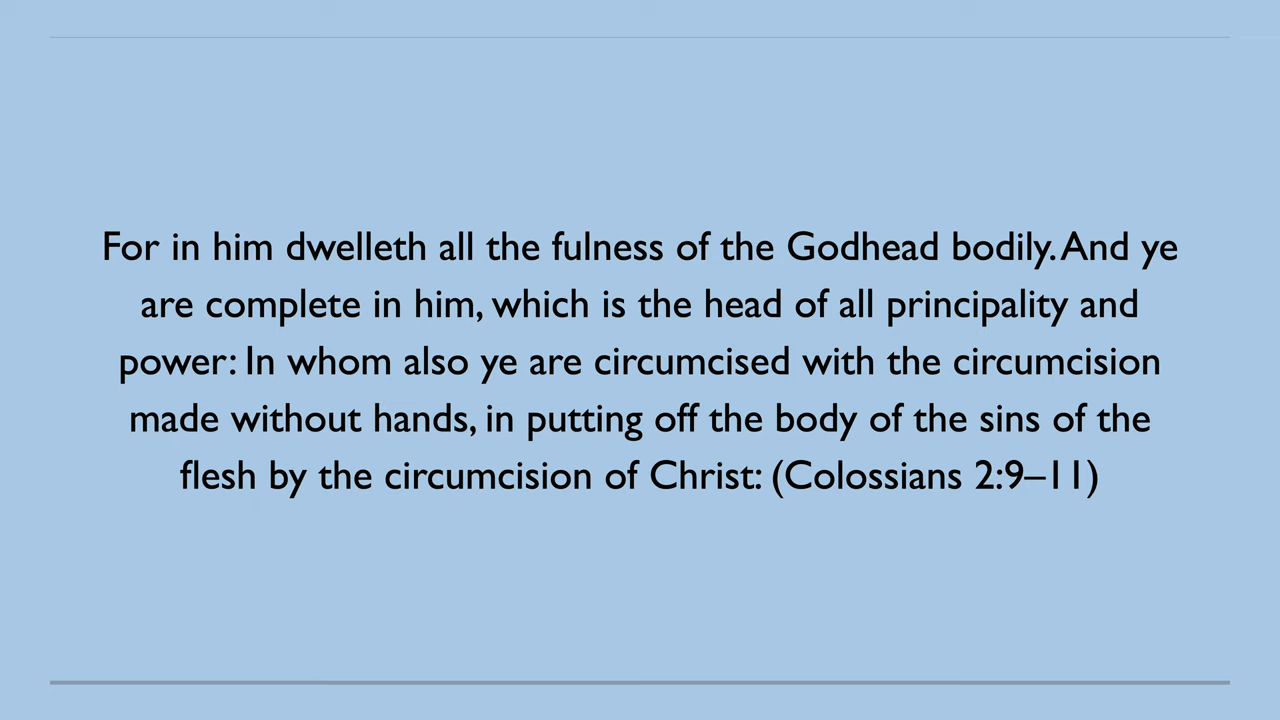 For in him dwelleth all the fulness of the Godhead bodily. And ye
are complete in him, which is the head of all principality and
power: In whom also ye are circumcised with the circumcision
made without hands, in putting off the body of the sins of the
flesh by the circumcision of Christ: (Colossians 2:9–11)